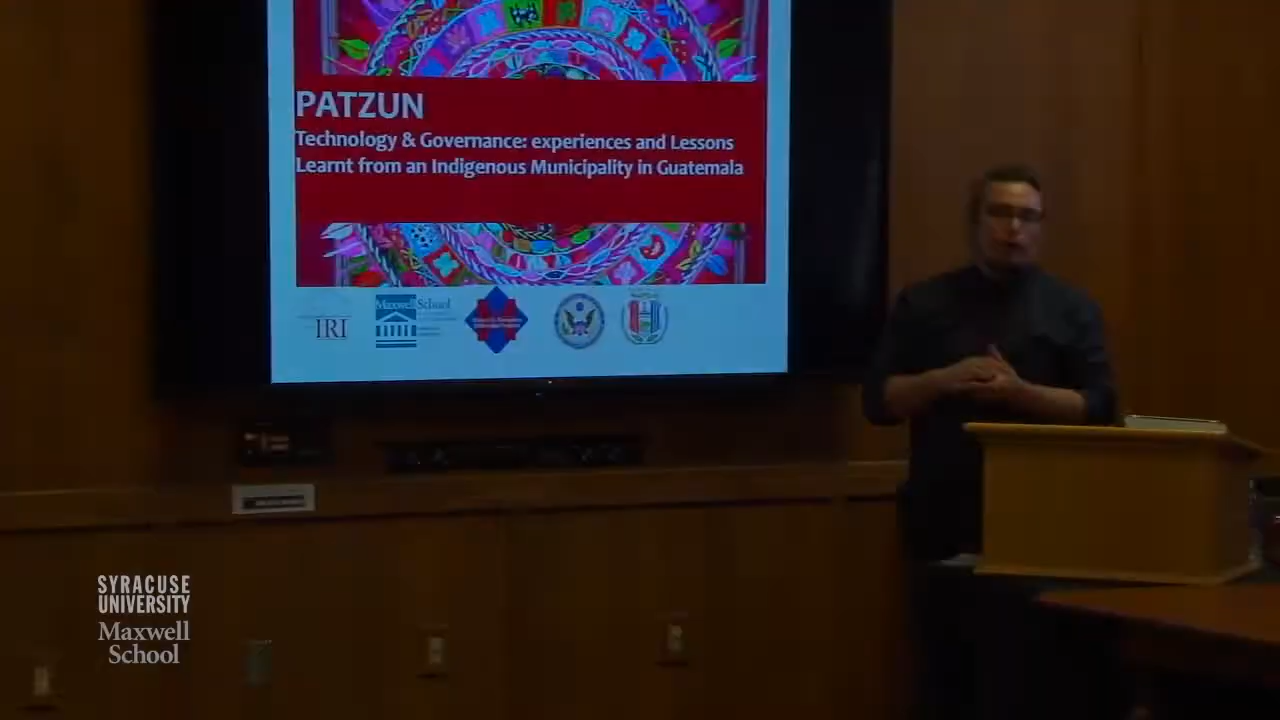 PATZUN
Technology & Governance: experiences and Lessons
Learnt from an Indigenous Municipality in Guatemala
IRI
Maxwell School
SYRACUSE
UNIVERSITY
Maxwell
School